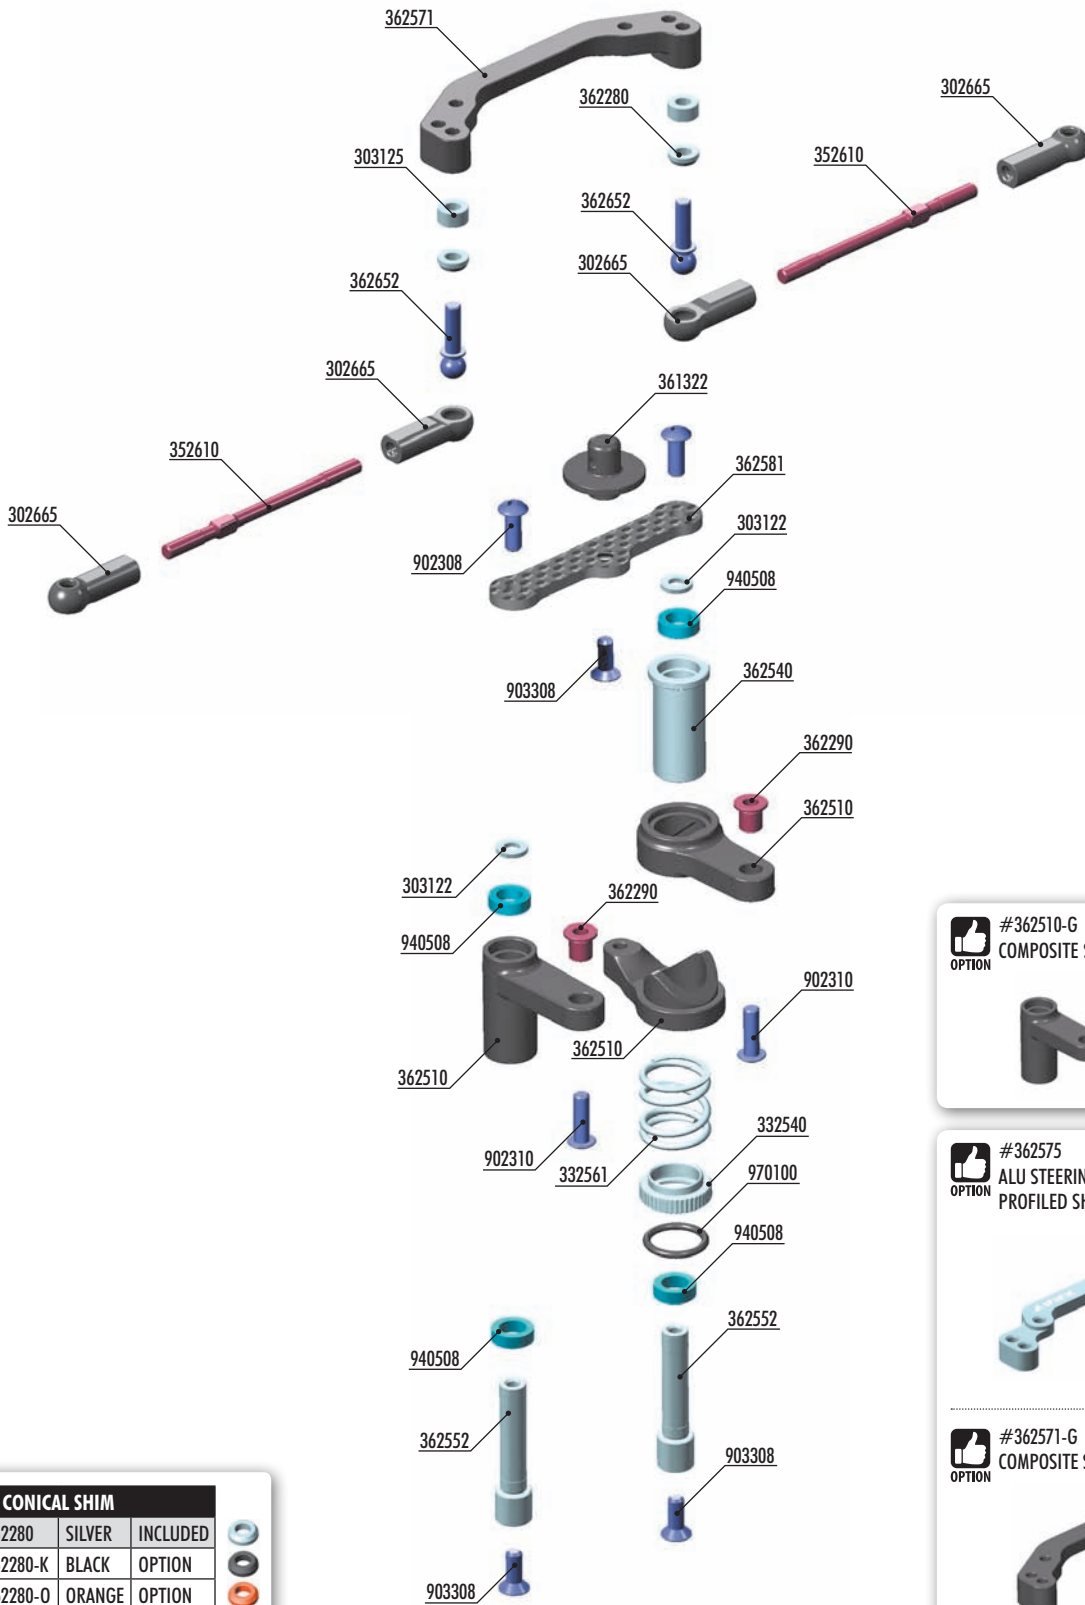 362571
302665
362280
303125
352610
362652
302665
362652
302665
361322
352610
362581
302665
303122
902308
940508
903308
362540
362290
362510
303122
362290
940508
902310
362510
362510
332540
902310
332561
970100
940508
362552
940508
362552
903308
903308
#362510-G
COMPOSITE
OPTION
#362575
ALU
OPTION
PROFILED
#362571-G
COMPOSITE
OPTION
CONICAL SHIM
2280 SILVER INCLUDED
2280-K BLACK OPTION
2280-O ORANGE OPTION